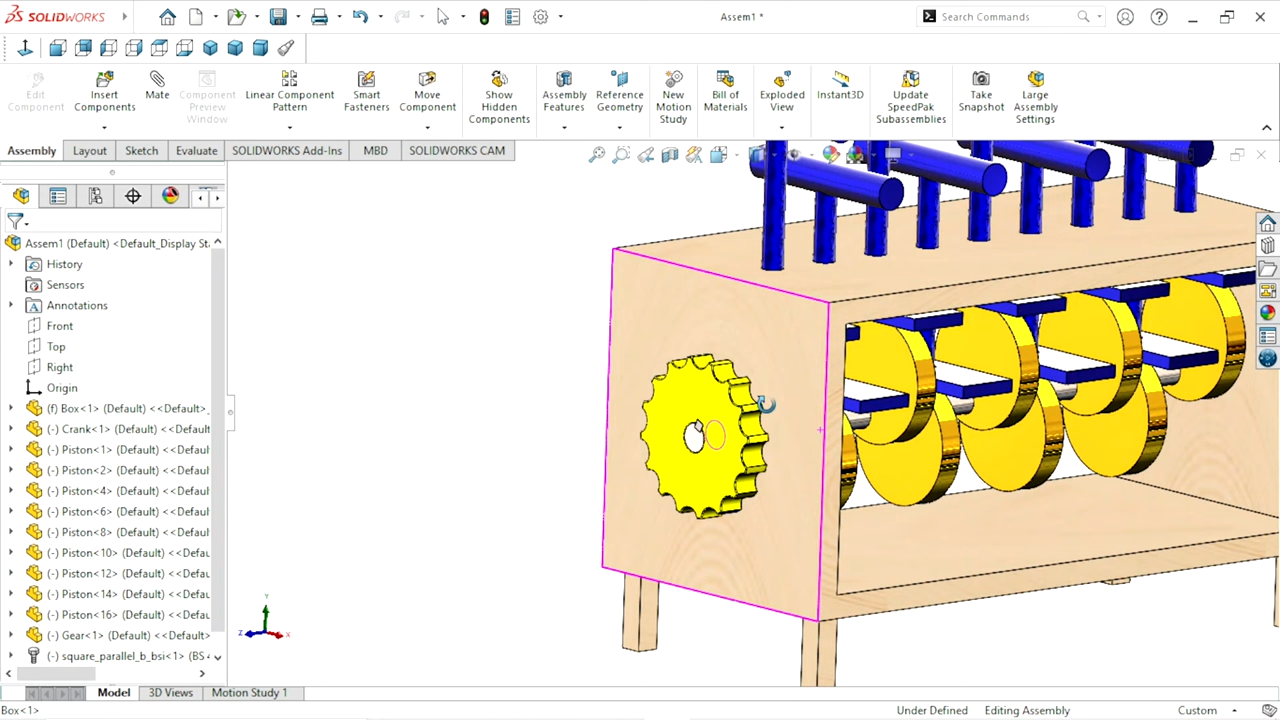 SOLIDWORKS
Assem1 *
Search Commands
Edit Component
Insert Components
Mate
Component Preview Window
Linear Component Pattern
Smart Fasteners
Move Component
Show Hidden Components
Assembly Features
Reference Geometry
New Motion Study
Bill of Materials
Exploded View
Instant3D
Update SpeedPak Subassemblies
Take Snapshot
Large Assembly Settings
Assembly
Layout
Sketch
Evaluate
SOLIDWORKS Add-Ins
MBD
SOLIDWORKS CAM
Assem1 (Default) <Default_Display St
History
Sensors
Annotations
Front
Top
Right
Origin
(f) Box<1> (Default) <<Default>_
(-) Crank<1> (Default) <<Default
(-) Piston<1> (Default) <<Defaul
(-) Piston<2> (Default) <<Defaul
(-) Piston<4> (Default) <<Defaul
(-) Piston<6> (Default) <<Defaul
(-) Piston<8> (Default) <<Defaul
(-) Piston<10> (Default) <<Defau
(-) Piston<12> (Default) <<Defau
(-) Piston<14> (Default) <<Defau
(-) Piston<16> (Default) <<Defau
(-) Gear<1> (Default) <<Default>
(-) square_parallel_b_bsi<1> (BS
Y
Z
X
Model
3D Views
Motion Study 1
Box<1>
Under Defined
Editing Assembly
Custom